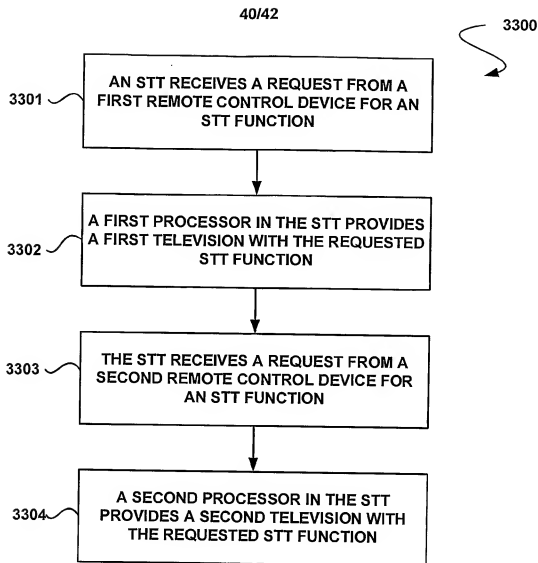 40/42
3300
3301
AN STT RECEIVES A REQUEST FROM A
FIRST REMOTE CONTROL DEVICE FOR AN
STT FUNCTION
3302
A FIRST PROCESSOR IN THE STT PROVIDES
A FIRST TELEVISION WITH THE REQUESTED
STT FUNCTION
3303
THE STT RECEIVES A REQUEST FROM A
SECOND REMOTE CONTROL DEVICE FOR
AN STT FUNCTION
3304
A SECOND PROCESSOR IN THE STT
PROVIDES A SECOND TELEVISION WITH
THE REQUESTED STT FUNCTION